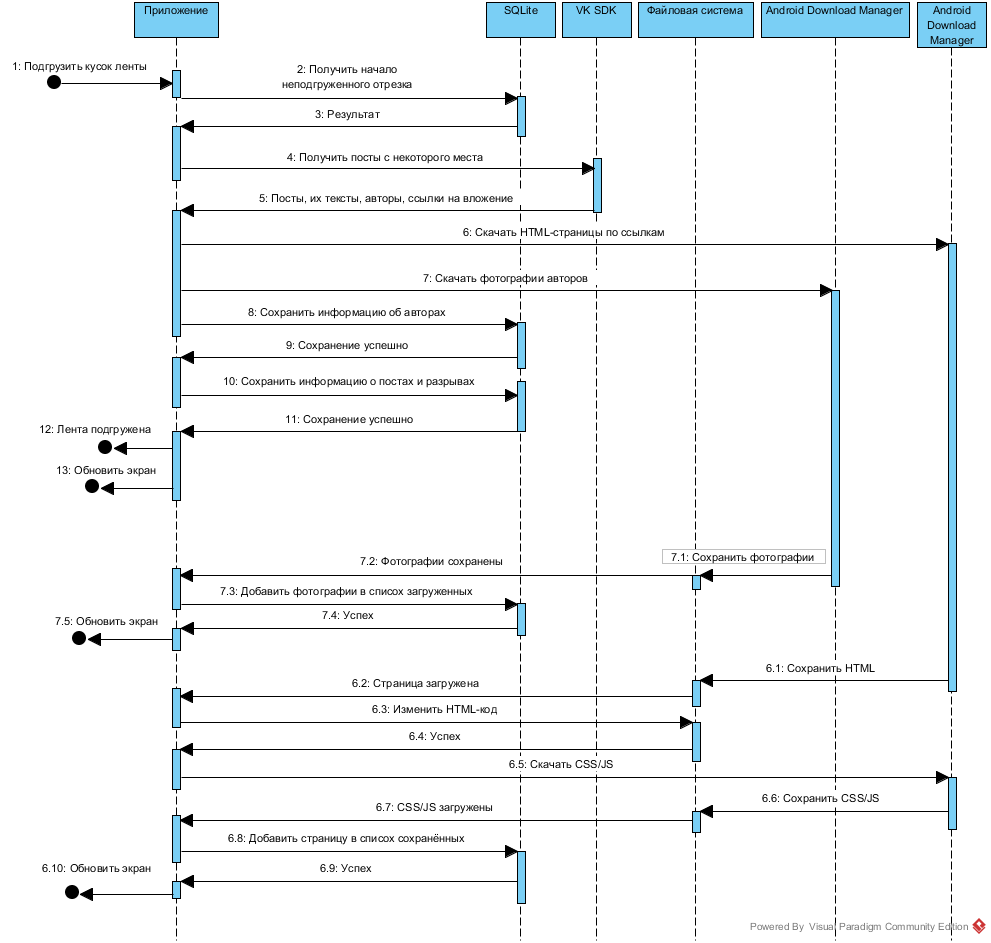 Приложение
SQLite
VK SDK
Файловая система
Android Download Manager
Android
Download
Manager
1: Подгрузить кусок ленты
2: Получить начало
неподгруженного отрезка
3: Результат
4: Получить посты с некоторого места
5: Посты, их тексты, авторы, ссылки на вложение
6: Скачать HTML-страницы по ссылкам
7: Скачать фотографии авторов
8: Сохранить информацию об авторах
9: Сохранение успешно
10: Сохранить информацию о постах и разрывах
11: Сохранение успешно
12: Лента подгружена
13: Обновить экран
7.1: Сохранить фотографии
7.2: Фотографии сохранены
7.3: Добавить фотографии в список загруженных
7.4: Успех
7.5: Обновить экран
6.1: Сохранить HTML
6.2: Страница загружена
6.3: Изменить HTML-код
6.4: Успех
6.5: Скачать CSS/JS
6.6: Сохранить CSS/JS
6.7: CSS/JS загружены
6.8: Добавить страницу в список сохранённых
6.9: Успех
6.10: Обновить экран
Powered By Visual Paradigm Community Edition